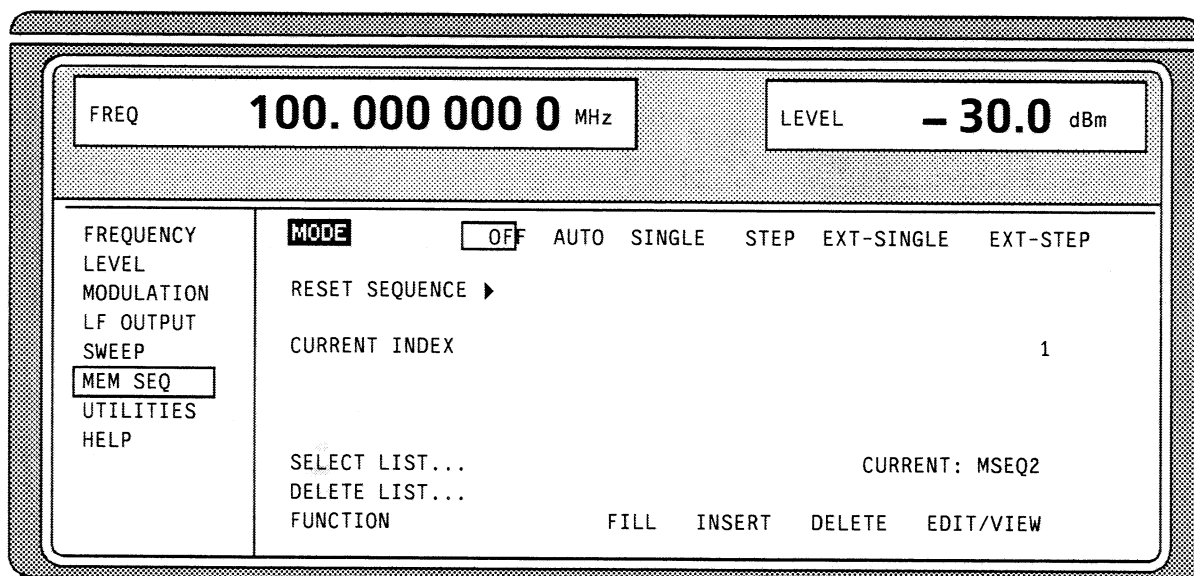 FREQ 100. 000 000 0 MHz LEVEL – 30.0 dBm
FREQUENCY
LEVEL
MODULATION
LF OUTPUT
SWEEP
MEM SEQ
UTILITIES
HELP
MODE OFF AUTO SINGLE STEP EXT-SINGLE EXT-STEP
RESET SEQUENCE ▶
CURRENT INDEX 1
SELECT LIST... CURRENT: MSEQ2
DELETE LIST...
FUNCTION FILL INSERT DELETE EDIT/VIEW